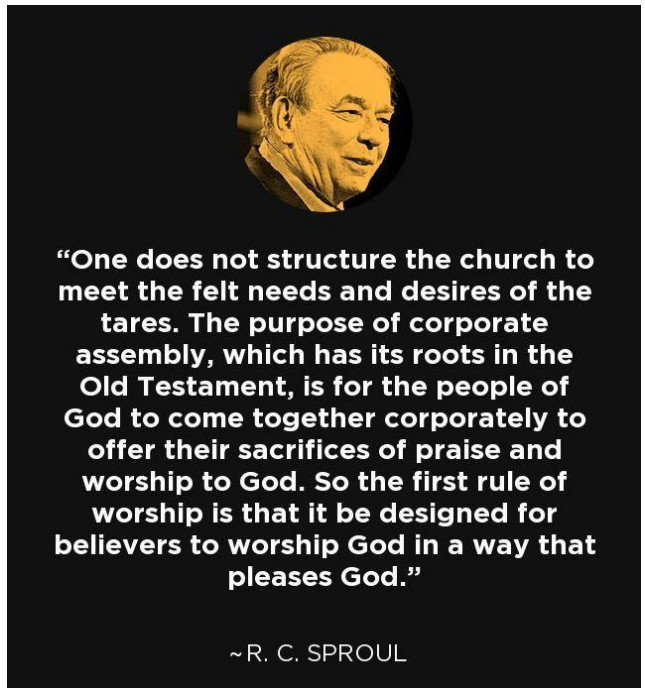 “One does not structure the church to
meet the felt needs and desires of the
tares. The purpose of corporate
assembly, which has its roots in the
Old Testament, is for the people of
God to come together corporately to
offer their sacrifices of praise and
worship to God. So the first rule of
worship is that it be designed for
believers to worship God in a way that
pleases God.”
~ R. C. SPROUL